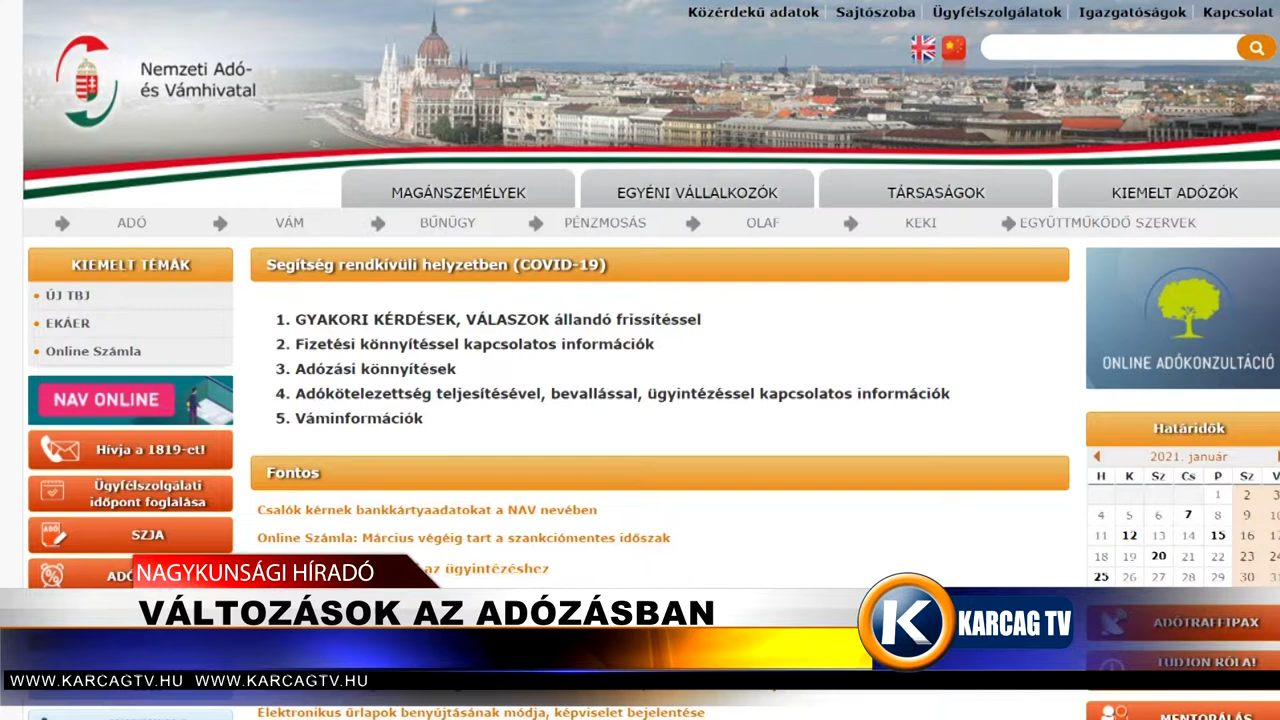 Közérdekű adatok Sajtószoba Ügyfélszolgálatok Igazgatóságok Kapcsolat
Nemzeti Adó-
és Vámhivatal
MAGÁNSZEMÉLYEK EGYÉNI VÁLLALKOZÓK TÁRSASÁGOK KIEMELT ADÓZÓK
ADÓ VÁM BŰNÜGY PÉNZMOSÁS OLAF KEKI EGYÜTTMŰKÖDŐ SZERVEK
KIEMELT TÉMÁK
ÚJ TBJ
EKÁER
Online Számla
NAV ONLINE
Hívja a 1819-et!
Ügyfélszolgálati
időpont foglalása
ADÓ
SZJA
ADÓ
Segítség rendkívüli helyzetben (COVID-19)
1. GYAKORI KÉRDÉSEK, VÁLASZOK állandó frissítéssel
2. Fizetési könnyítéssel kapcsolatos információk
3. Adózási könnyítések
4. Adókötelezettség teljesítésével, bevallással, ügyintézéssel kapcsolatos információk
5. Váminformációk
Fontos
Csalók kérnek bankkártyaadatokat a NAV nevében
Online Számla: Március végéig tart a szankciómentes időszak
az ügyintézéshez
ONLINE ADÓKONZULTÁCIÓ
Határidők
2021. január
H K Sz Cs P Sz V
1 2 3
4 5 6 7 8 9 10
11 12 13 14 15 16 17
18 19 20 21 22 23 24
25 26 27 28 29 30 31
NAGYKUNSÁGI HÍRADÓ
VÁLTOZÁSOK AZ ADÓZÁSBAN
K KARCAG TV
ADÓTRAFFIPAX
TUDJON RÓLA!
WWW.KARCAGTV.HU WWW.KARCAGTV.HU
Elektronikus űrlapok benyújtásának módja, képviselet bejelentése
MENTORÁLÁS